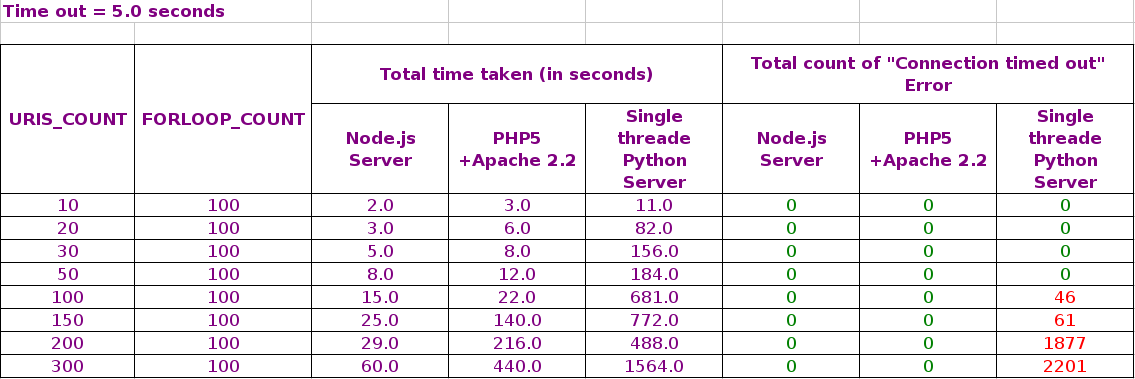 Time out = 5.0 seconds
URIS_COUNT FORLOOP_COUNT Total time taken (in seconds) Total count of "Connection timed out"
Error
Node.js
Server
PHP5
+Apache 2.2
Single
threade
Python
Server
Node.js
Server
PHP5
+Apache 2.2
Single
threade
Python
Server
10 100 2.0 3.0 11.0 0 0 0
20 100 3.0 6.0 82.0 0 0 0
30 100 5.0 8.0 156.0 0 0 0
50 100 8.0 12.0 184.0 0 0 0
100 100 15.0 22.0 681.0 0 0 46
150 100 25.0 140.0 772.0 0 0 61
200 100 29.0 216.0 488.0 0 0 1877
300 100 60.0 440.0 1564.0 0 0 2201